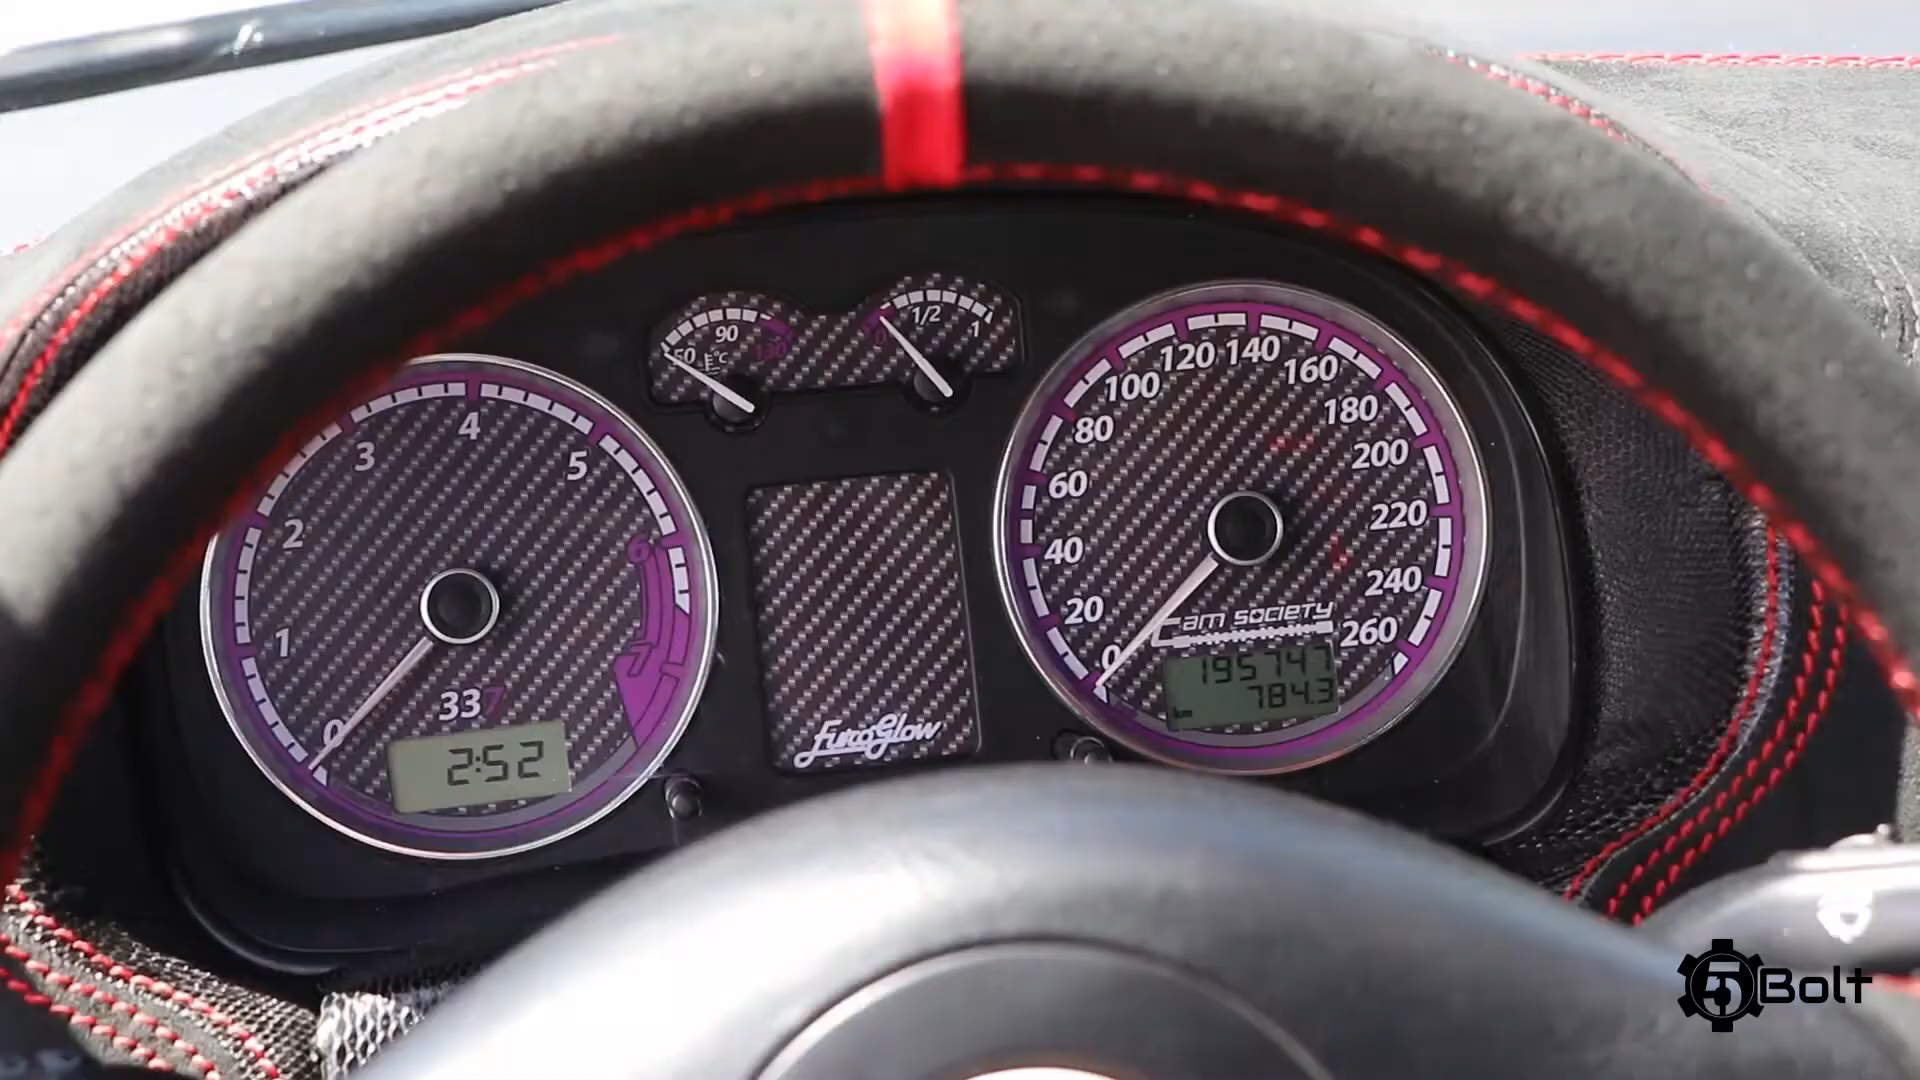 50 90 130 °C
0 1/2 1
0 1 2 3 4 5 6 7
337
2:52
EuroGlow
0 20 40 60 80 100 120 140 160 180 200 220 240 260
Cam society
195747
784.3
5Bolt